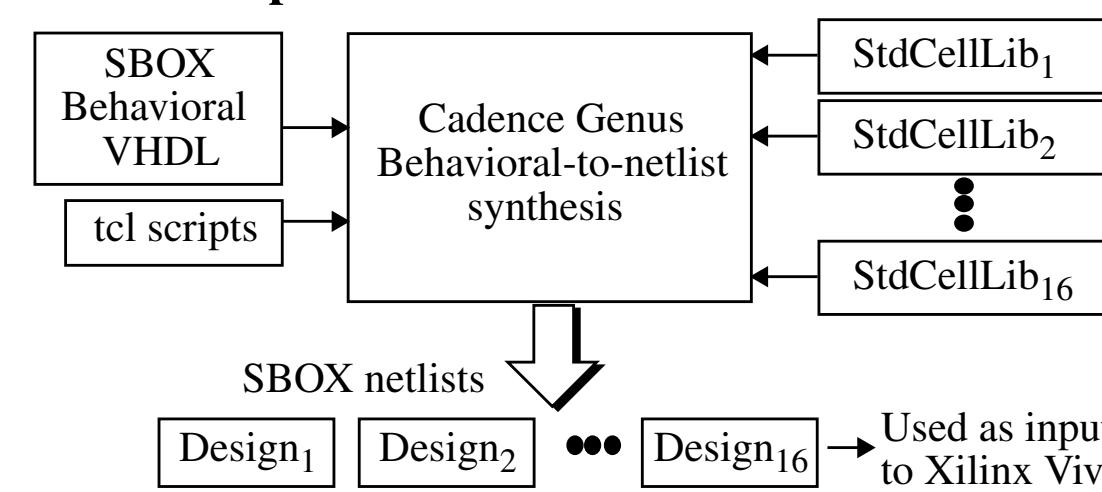 SBOX
Behavioral
VHDL
tcl scripts
Cadence Genus
Behavioral-to-netlist
synthesis
StdCellLib1
StdCellLib2
StdCellLib16
SBOX netlists
Design1
Design2
Design16
Used as input
to Xilinx Viv